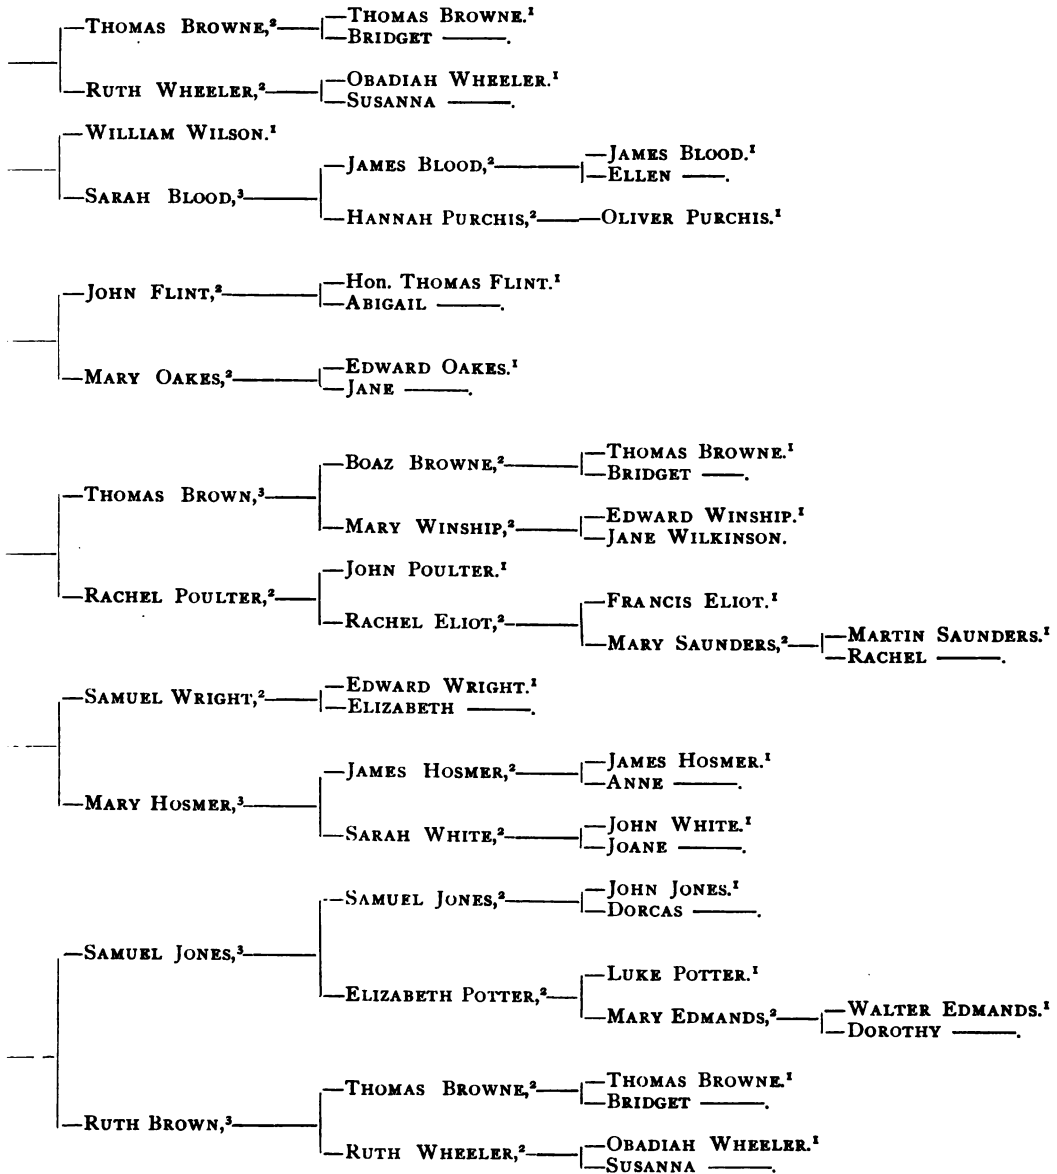 THOMAS BROWNE,² THOMAS BROWNE.¹
BRIDGET ———.
RUTH WHEELER,² OBADIAH WHEELER.¹
SUSANNA ———.
WILLIAM WILSON.¹
SARAH BLOOD,³ JAMES BLOOD,² JAMES BLOOD.¹
ELLEN ———.
HANNAH PURCHIS,² OLIVER PURCHIS.¹
JOHN FLINT,² Hon. THOMAS FLINT.¹
ABIGAIL ———.
MARY OAKES,² EDWARD OAKES.¹
JANE ———.
THOMAS BROWN,³ BOAZ BROWNE,² THOMAS BROWNE.¹
BRIDGET ———.
MARY WINSHIP,² EDWARD WINSHIP.¹
JANE WILKINSON.
RACHEL POULTER,² JOHN POULTER.¹
RACHEL ELIOT,² FRANCIS ELIOT.¹
MARY SAUNDERS,² MARTIN SAUNDERS.¹
RACHEL ———.
SAMUEL WRIGHT,² EDWARD WRIGHT.¹
ELIZABETH ———.
MARY HOSMER,³ JAMES HOSMER,² JAMES HOSMER.¹
ANNE ———.
SARAH WHITE,² JOHN WHITE.¹
JOANE ———.
SAMUEL JONES,³ SAMUEL JONES,² JOHN JONES.¹
DORCAS ———.
ELIZABETH POTTER,² LUKE POTTER.¹
MARY EDMANDS,² WALTER EDMANDS.¹
DOROTHY ———.
RUTH BROWN,³ THOMAS BROWNE,² THOMAS BROWNE.¹
BRIDGET ———.
RUTH WHEELER,² OBADIAH WHEELER.¹
SUSANNA ———.